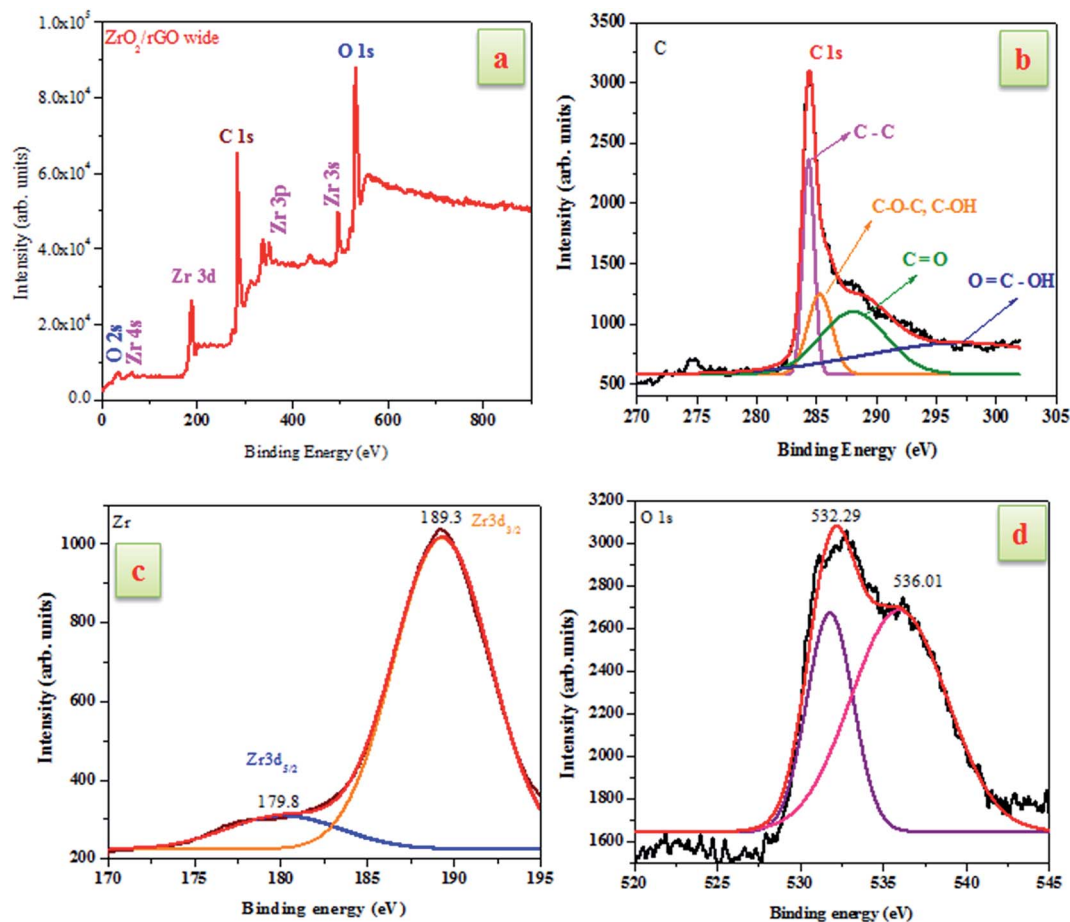 ZrO₂/rGO wide
a
O 1s
C 1s
Zr 3p
Zr 3s
Zr 3d
O 2s
Zr 4s
Intensity (arb. units)
1.0x10⁵
8.0x10⁴
6.0x10⁴
4.0x10⁴
2.0x10⁴
0.0
0 200 400 600 800
Binding Energy (eV)
C
C 1s
b
C - C
C-O-C, C-OH
C = O
O = C - OH
Intensity (arb. units)
3500
3000
2500
2000
1500
1000
500
270 275 280 285 290 295 300 305
Binding Energy (eV)
Zr
189.3
Zr3d₃/₂
c
Zr3d₅/₂
179.8
Intensity (arb. units)
1000
800
600
400
200
170 175 180 185 190 195
Binding energy (eV)
O 1s
532.29
d
536.01
Intensity (arb.units)
3200
3000
2800
2600
2400
2200
2000
1800
1600
520 525 530 535 540 545
Binding energy (eV)